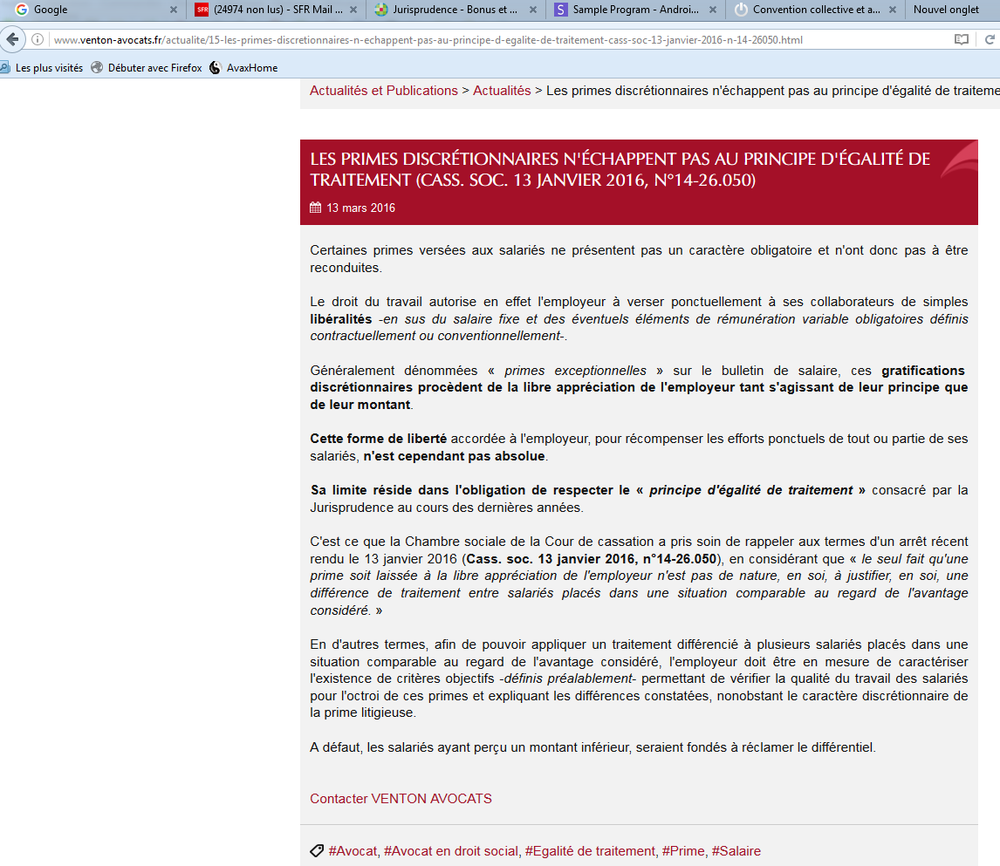 Google
(24974 non lus) - SFR Mail ...
Jurisprudence - Bonus et ...
Sample Program - Androi...
Convention collective et a...
Nouvel onglet
www.venton-avocats.fr/actualite/15-les-primes-discretionnaires-n-echappent-pas-au-principe-d-egalite-de-traitement-cass-soc-13-janvier-2016-n-14-26050.html
Les plus visités
Débuter avec Firefox
AvaxHome
Actualités et Publications > Actualités > Les primes discrétionnaires n'échappent pas au principe d'égalité de traiteme
LES PRIMES DISCRÉTIONNAIRES N'ÉCHAPPENT PAS AU PRINCIPE D'ÉGALITÉ DE
TRAITEMENT (CASS. SOC. 13 JANVIER 2016, N°14-26.050)
13 mars 2016
Certaines primes versées aux salariés ne présentent pas un caractère obligatoire et n'ont donc pas à être
reconduites.
Le droit du travail autorise en effet l'employeur à verser ponctuellement à ses collaborateurs de simples
libéralités -en sus du salaire fixe et des éventuels éléments de rémunération variable obligatoires définis
contractuellement ou conventionnellement-.
Généralement dénommées « primes exceptionnelles » sur le bulletin de salaire, ces gratifications
discrétionnaires procèdent de la libre appréciation de l'employeur tant s'agissant de leur principe que
de leur montant.
Cette forme de liberté accordée à l'employeur, pour récompenser les efforts ponctuels de tout ou partie de ses
salariés, n'est cependant pas absolue.
Sa limite réside dans l'obligation de respecter le « principe d'égalité de traitement » consacré par la
Jurisprudence au cours des dernières années.
C'est ce que la Chambre sociale de la Cour de cassation a pris soin de rappeler aux termes d'un arrêt récent
rendu le 13 janvier 2016 (Cass. soc. 13 janvier 2016, n°14-26.050), en considérant que « le seul fait qu'une
prime soit laissée à la libre appréciation de l'employeur n'est pas de nature, en soi, à justifier, en soi, une
différence de traitement entre salariés placés dans une situation comparable au regard de l'avantage
considéré. »
En d'autres termes, afin de pouvoir appliquer un traitement différencié à plusieurs salariés placés dans une
situation comparable au regard de l'avantage considéré, l'employeur doit être en mesure de caractériser
l'existence de critères objectifs -définis préalablement- permettant de vérifier la qualité du travail des salariés
pour l'octroi de ces primes et expliquant les différences constatées, nonobstant le caractère discrétionnaire de
la prime litigieuse.
A défaut, les salariés ayant perçu un montant inférieur, seraient fondés à réclamer le différentiel.
Contacter VENTON AVOCATS
#Avocat, #Avocat en droit social, #Egalité de traitement, #Prime, #Salaire